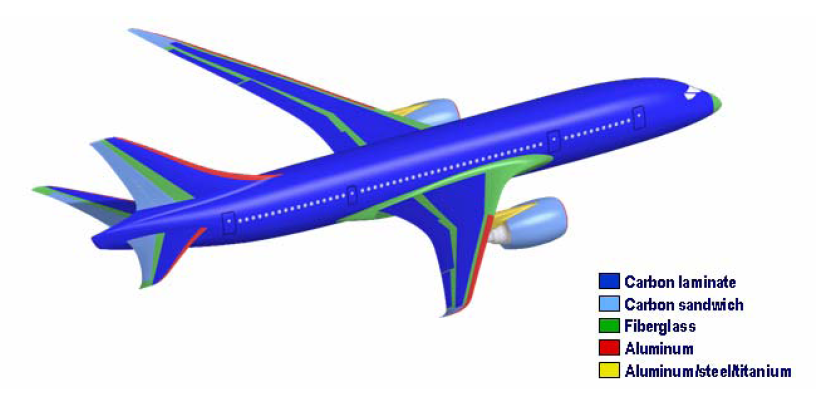 Carbon laminate
Carbon sandwich
Fiberglass
Aluminum
Aluminum/steel/titanium